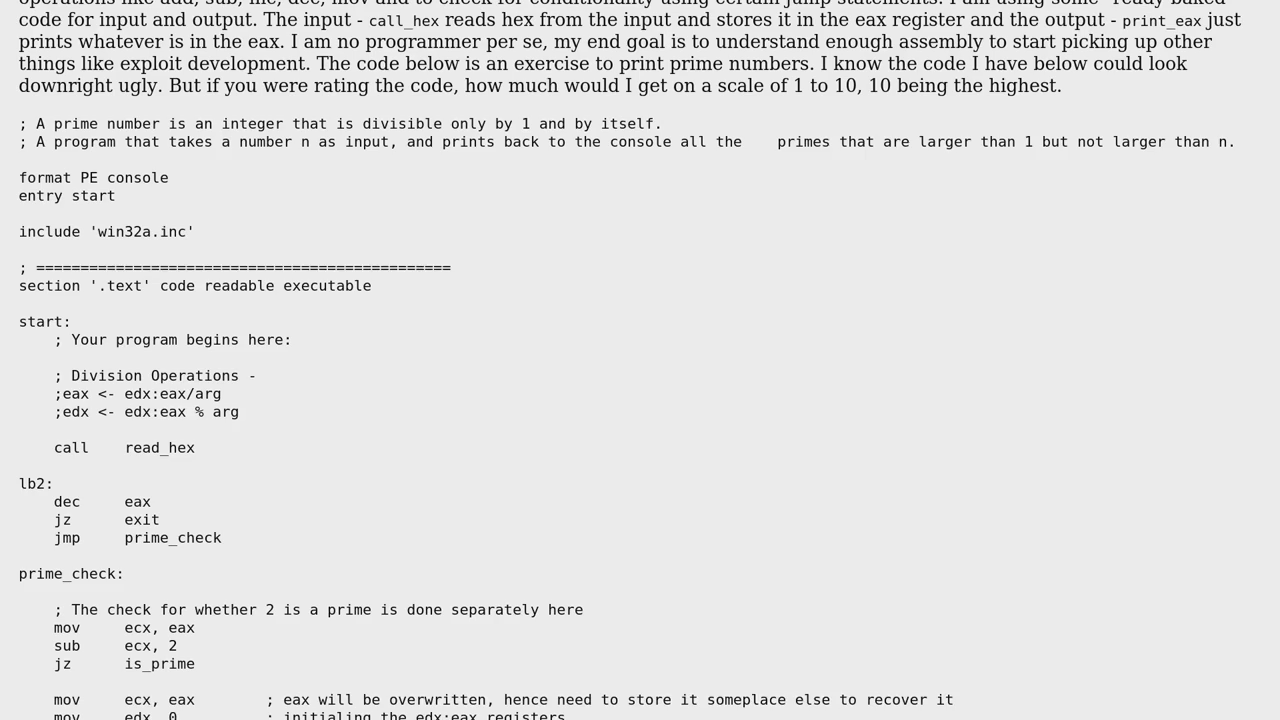 operations like add, sub, inc, dec, mov and to check for conditionality using certain jump statements. I am using some "ready baked"
code for input and output. The input - call_hex reads hex from the input and stores it in the eax register and the output - print_eax just
prints whatever is in the eax. I am no programmer per se, my end goal is to understand enough assembly to start picking up other
things like exploit development. The code below is an exercise to print prime numbers. I know the code I have below could look
downright ugly. But if you were rating the code, how much would I get on a scale of 1 to 10, 10 being the highest.
; A prime number is an integer that is divisible only by 1 and by itself.
; A program that takes a number n as input, and prints back to the console all the    primes that are larger than 1 but not larger than n.
format PE console
entry start
include 'win32a.inc'
; ===============================================
section '.text' code readable executable
start:
    ; Your program begins here:
    ; Division Operations -
    ;eax <- edx:eax/arg
    ;edx <- edx:eax % arg
    call    read_hex
lb2:
    dec     eax
    jz      exit
    jmp     prime_check
prime_check:
    ; The check for whether 2 is a prime is done separately here
    mov     ecx, eax
    sub     ecx, 2
    jz      is_prime
    mov     ecx, eax        ; eax will be overwritten, hence need to store it someplace else to recover it
    mov     edx, 0          ; initialing the edx:eax registers